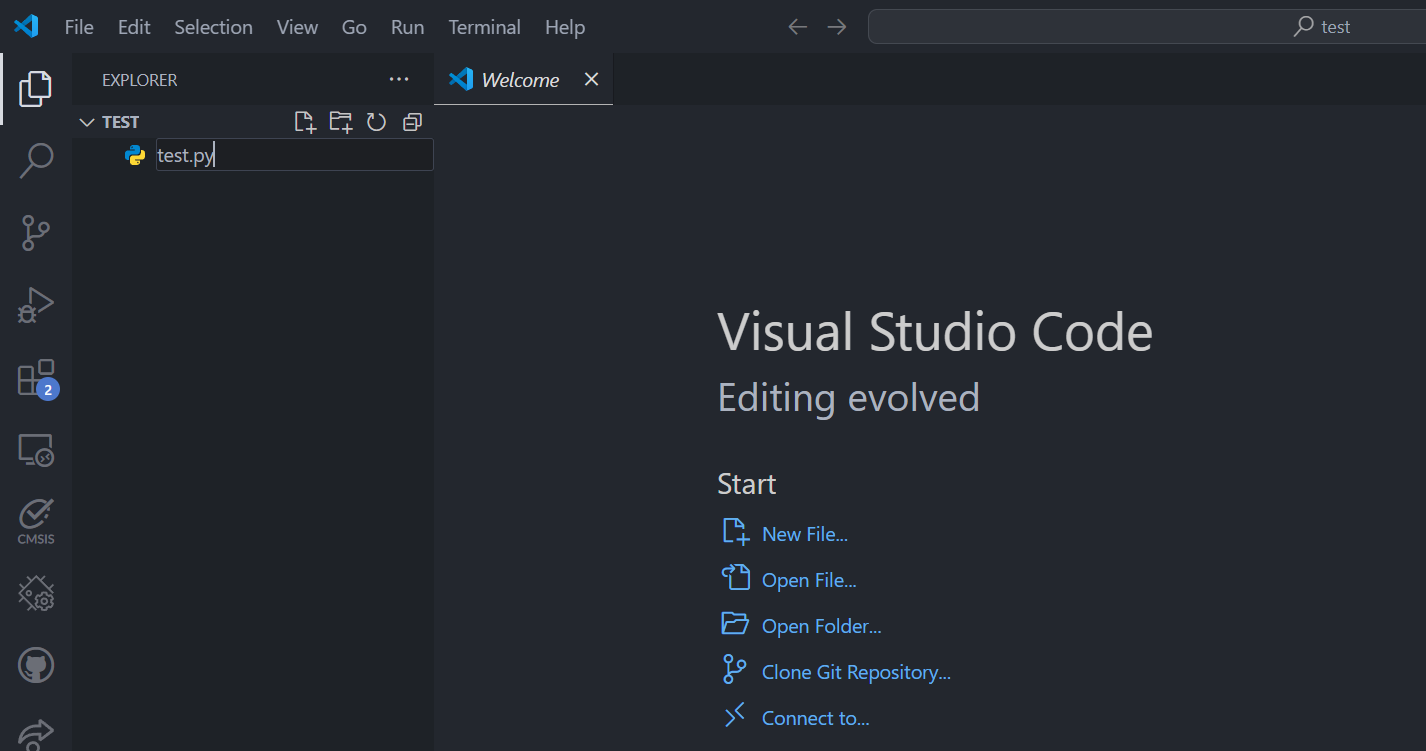 File Edit Selection View Go Run Terminal Help test
EXPLORER
Welcome
TEST
test.py
2
CMSIS
Visual Studio Code
Editing evolved
Start
New File...
Open File...
Open Folder...
Clone Git Repository...
Connect to...